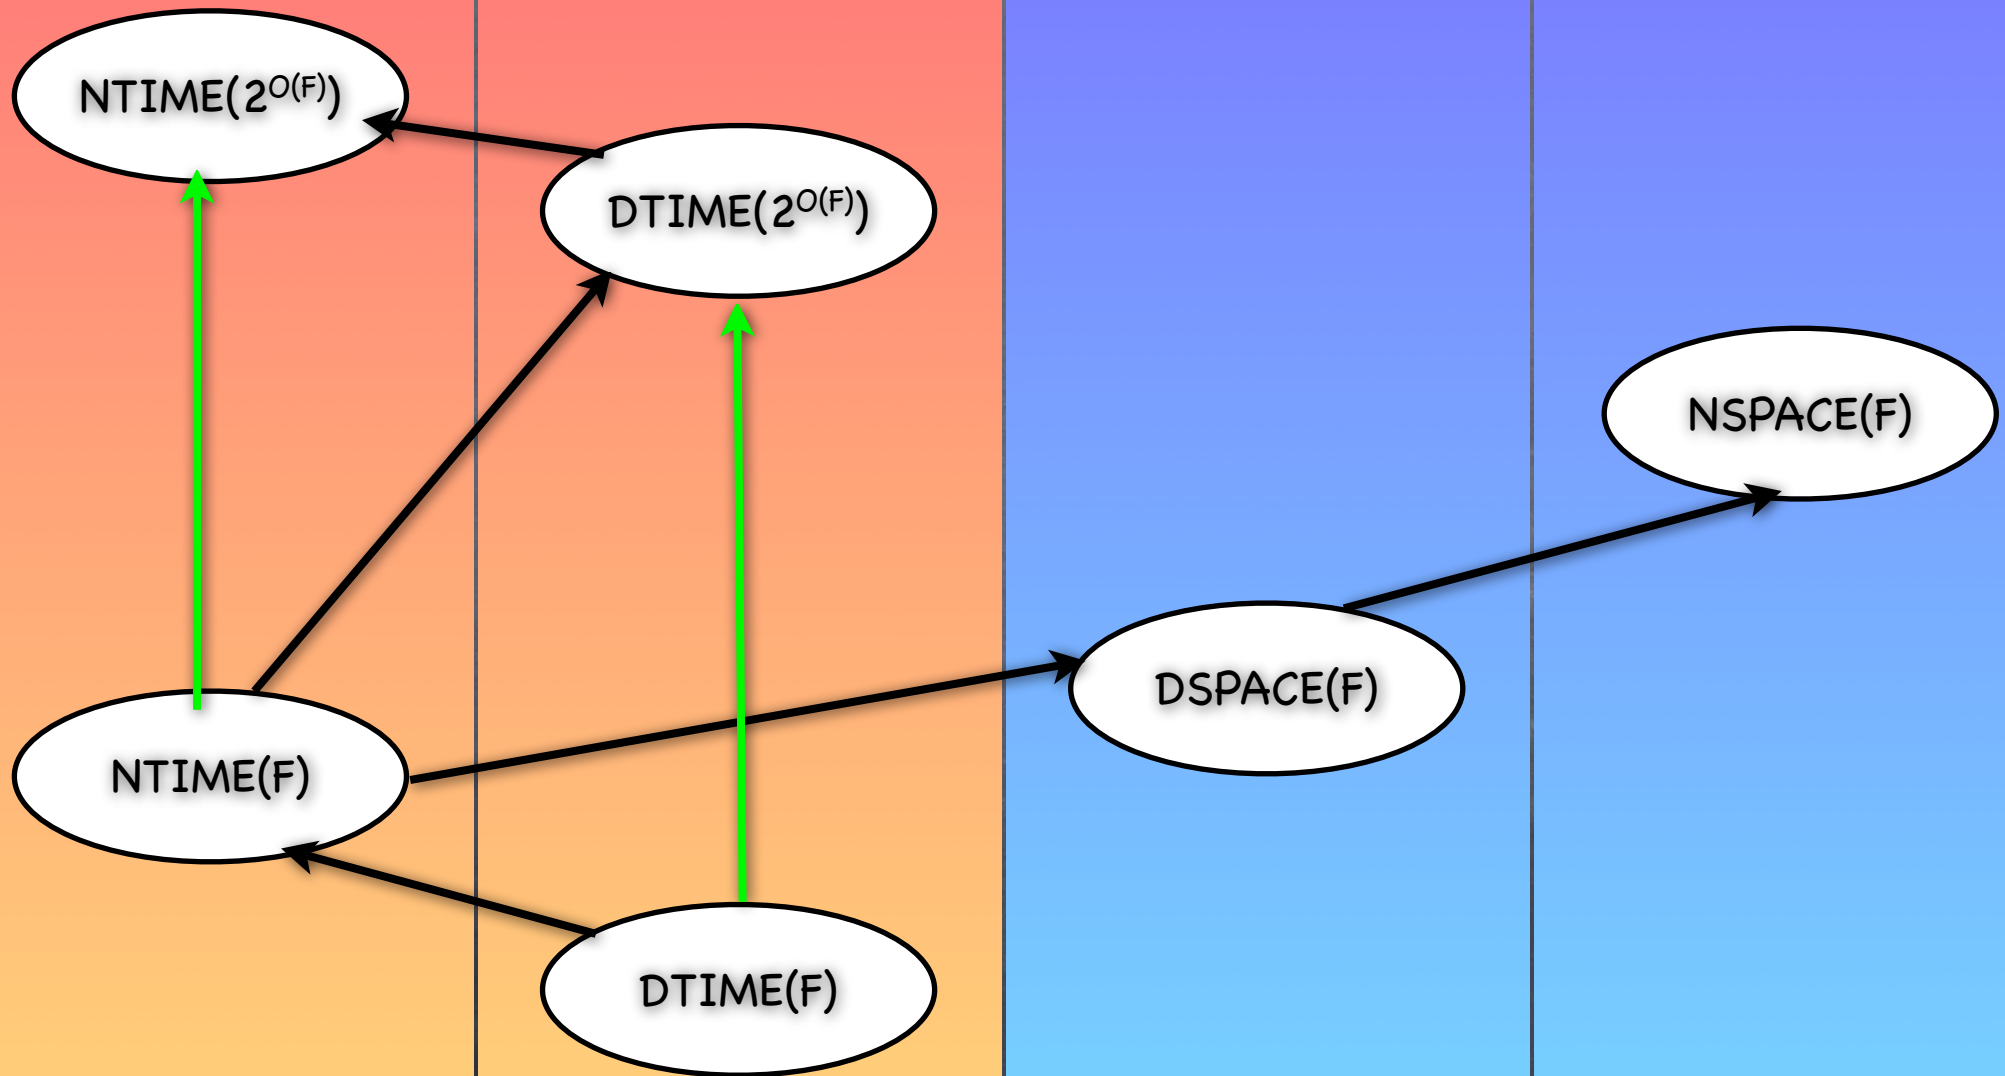 NTIME(2^O(F))
DTIME(2^O(F))
NSPACE(F)
DSPACE(F)
NTIME(F)
DTIME(F)